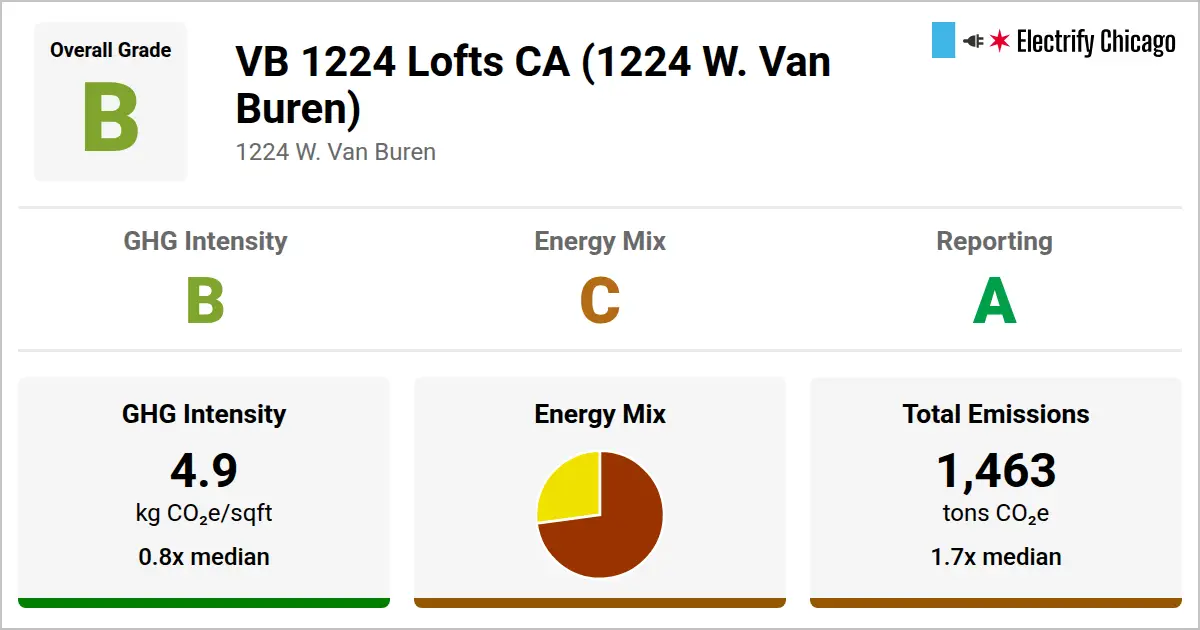 Overall Grade
B
VB 1224 Lofts CA (1224 W. Van
Buren)
1224 W. Van Buren
Electrify Chicago
GHG Intensity
B
Energy Mix
C
Reporting
A
GHG Intensity
4.9
kg CO₂e/sqft
0.8x median
Energy Mix
Total Emissions
1,463
tons CO₂e
1.7x median